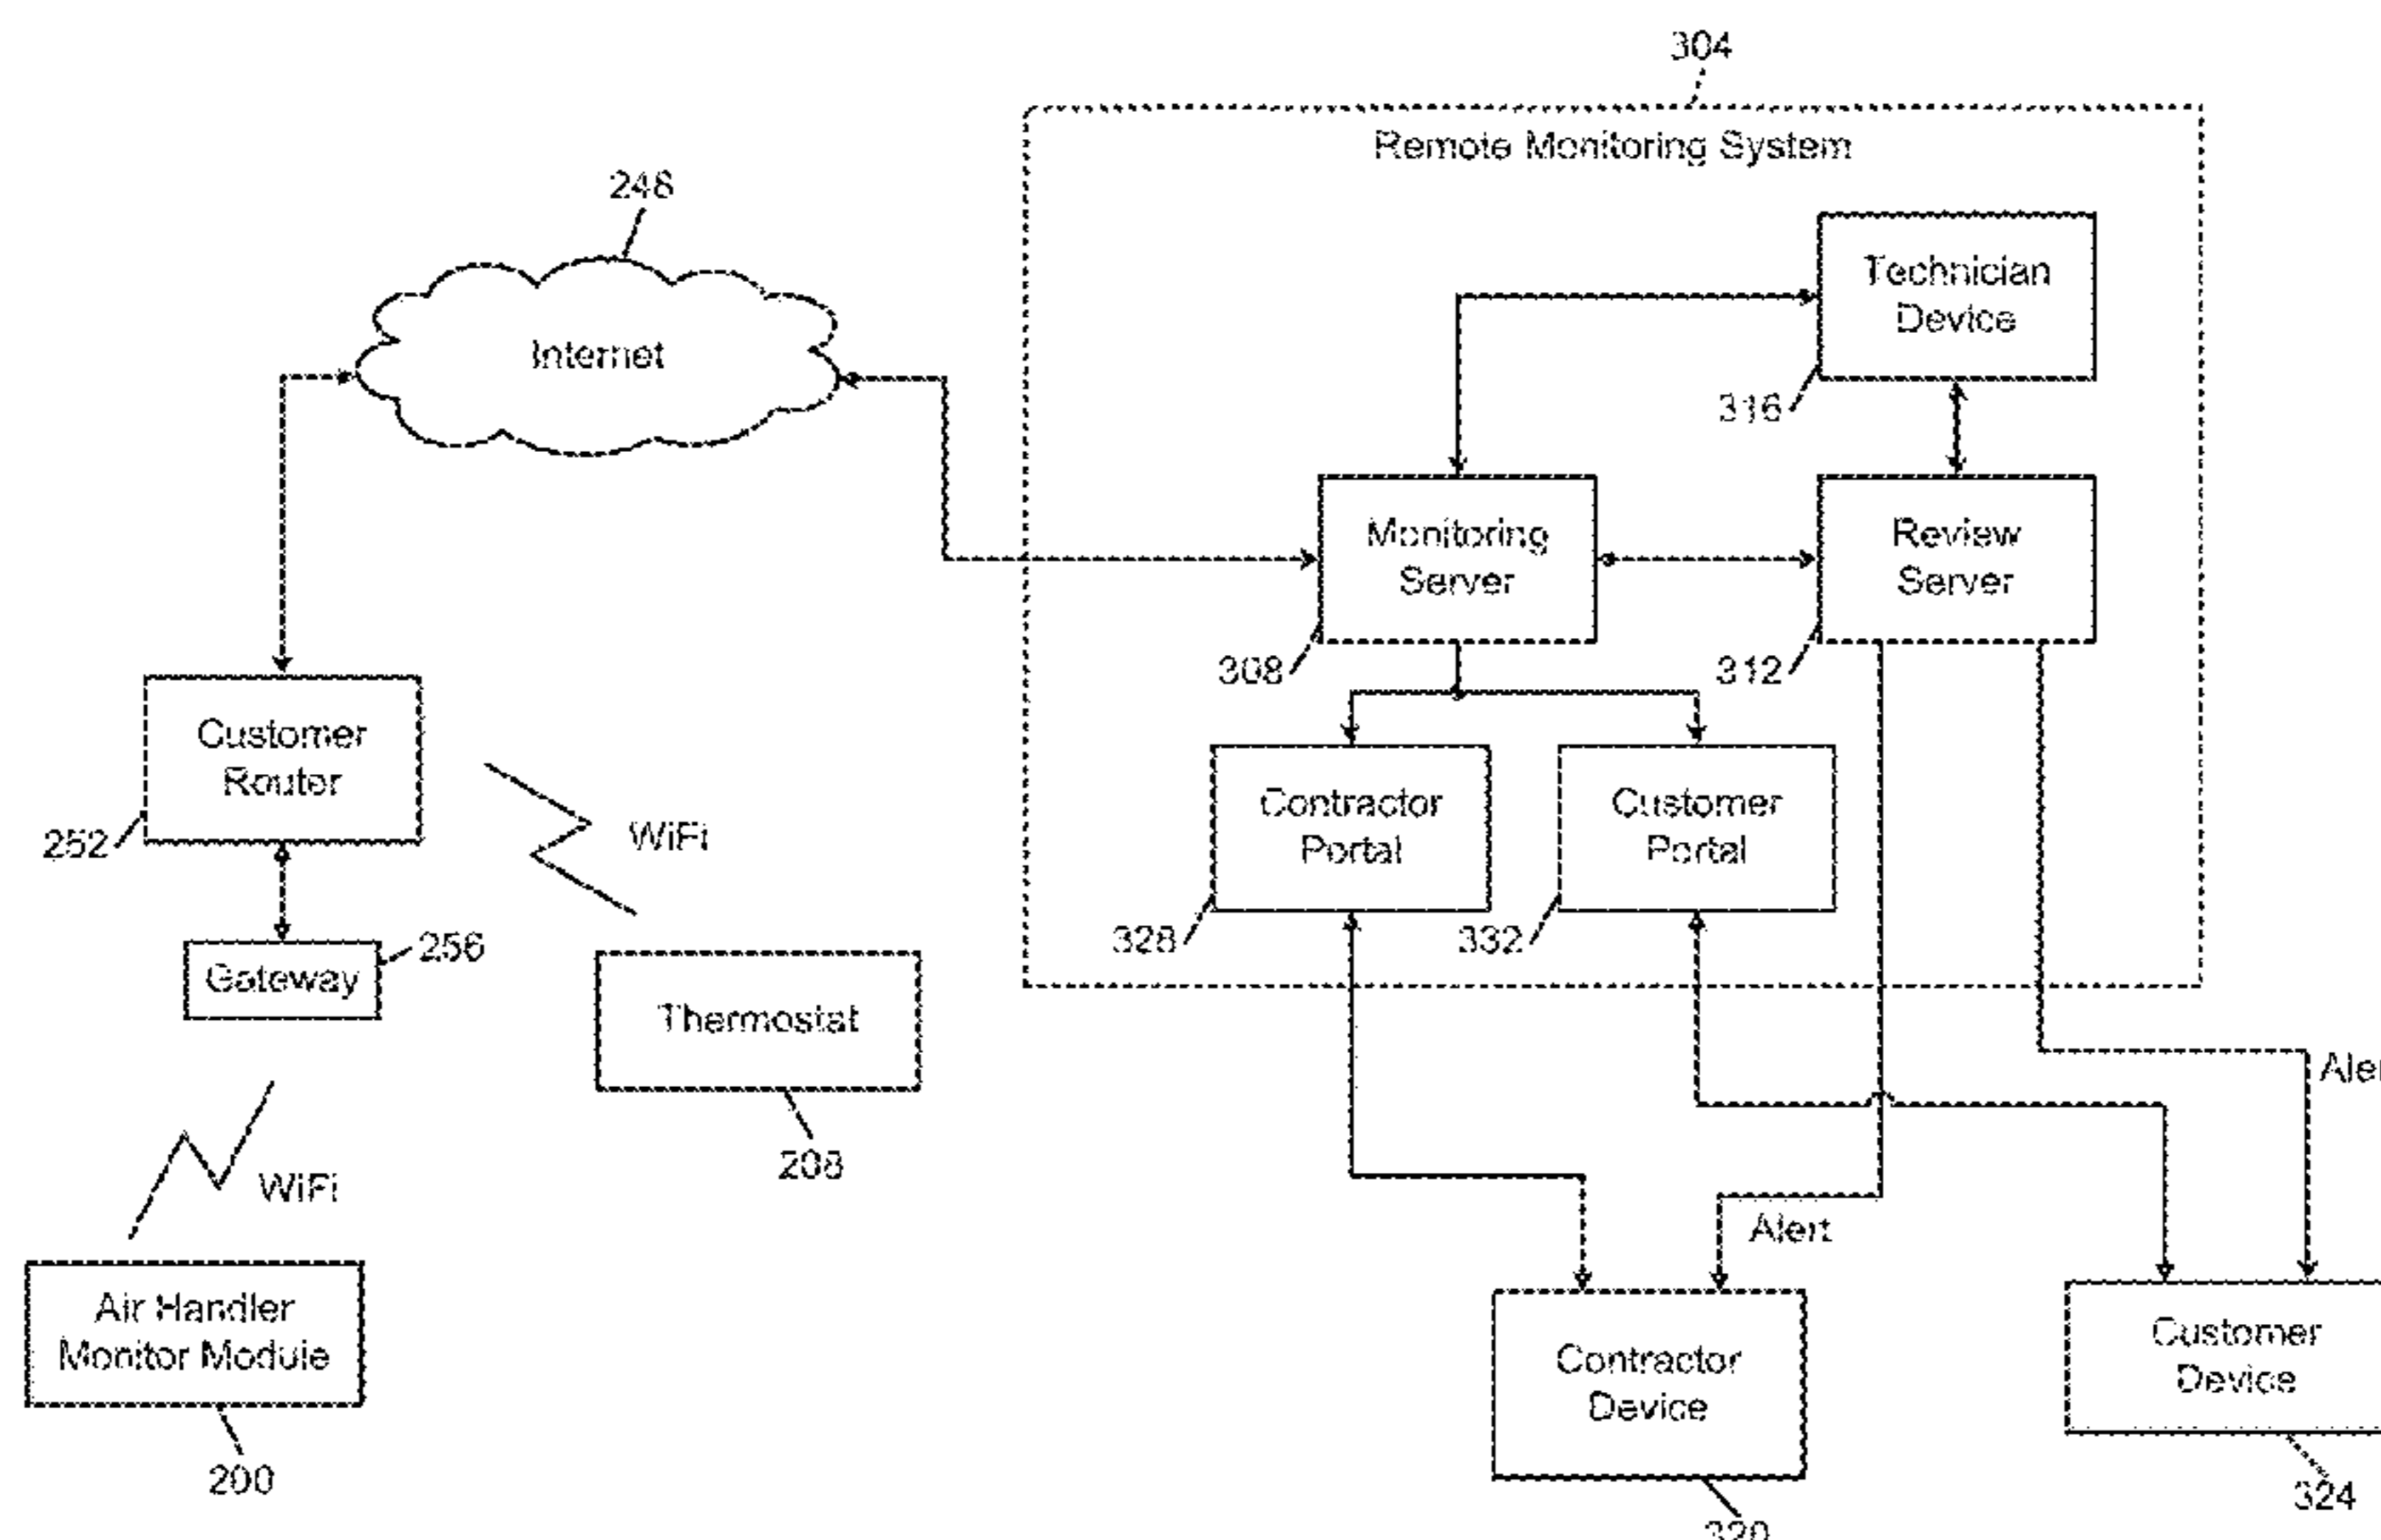 304
Remote Monitoring System
248
Internet
Technician
Device
316
Monitoring
Server
308
Review
Server
312
Customer
Router
252
WiFi
Contractor
Portal
328
Customer
Portal
332
Gateway
256
Thermostat
208
WiFi
Air Handler
Monitor Module
200
Alert
Contractor
Device
320
Customer
Device
324